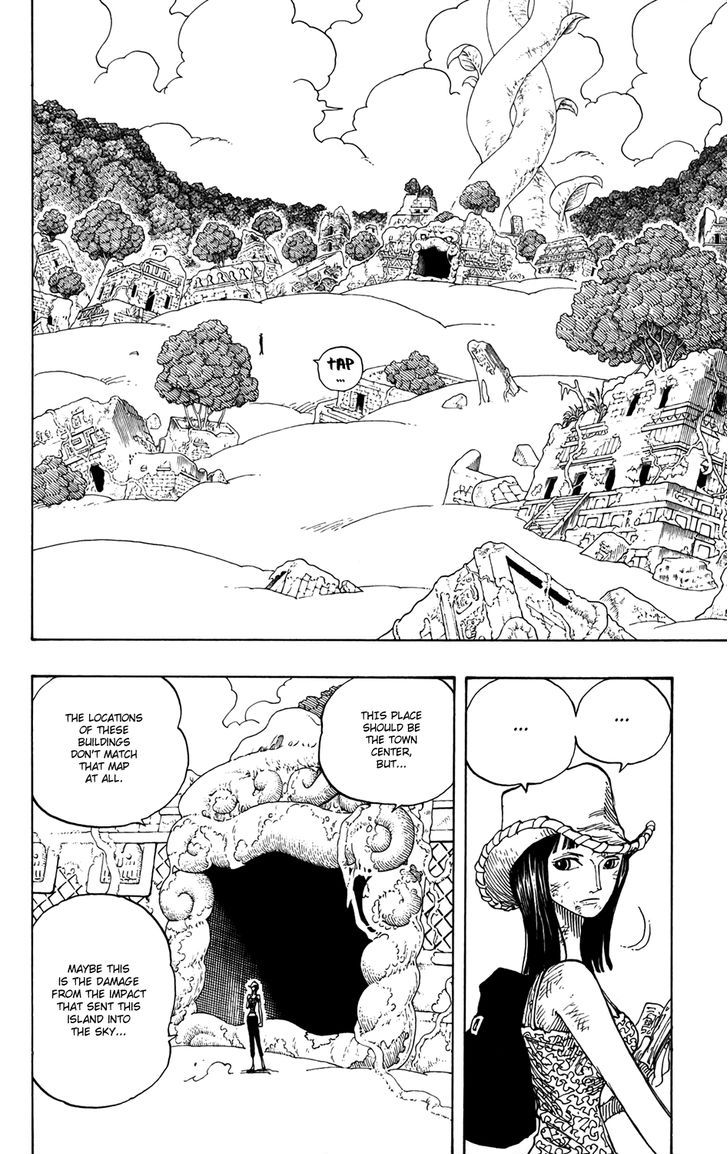 TAP
...
...
...
THIS PLACE
SHOULD BE
THE TOWN
CENTER,
BUT...
THE LOCATIONS
OF THESE
BUILDINGS
DON'T MATCH
THAT MAP
AT ALL.
MAYBE THIS
IS THE DAMAGE
FROM THE IMPACT
THAT SENT THIS
ISLAND INTO
THE SKY...